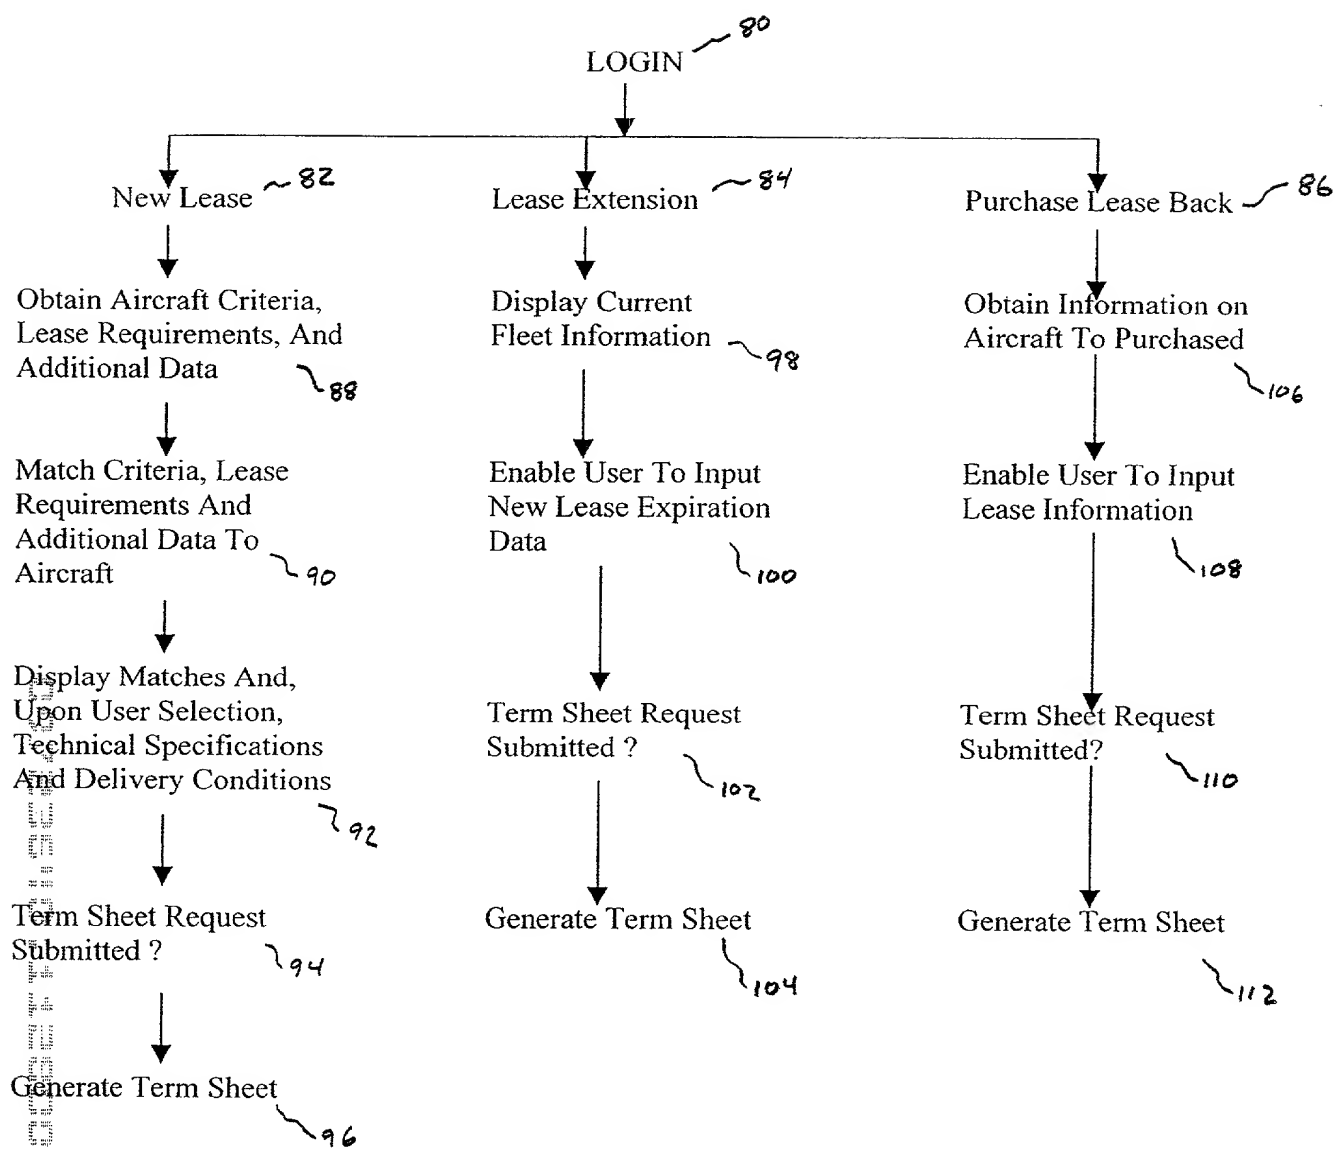 LOGIN
80
New Lease
82
Obtain Aircraft Criteria,
Lease Requirements, And
Additional Data
88
Match Criteria, Lease
Requirements And
Additional Data To
Aircraft
90
Display Matches And,
Upon User Selection,
Technical Specifications
And Delivery Conditions
92
Term Sheet Request
Submitted ?
94
Generate Term Sheet
96
Lease Extension
84
Display Current
Fleet Information
98
Enable User To Input
New Lease Expiration
Data
100
Term Sheet Request
Submitted ?
102
Generate Term Sheet
104
Purchase Lease Back
86
Obtain Information on
Aircraft To Purchased
106
Enable User To Input
Lease Information
108
Term Sheet Request
Submitted?
110
Generate Term Sheet
112